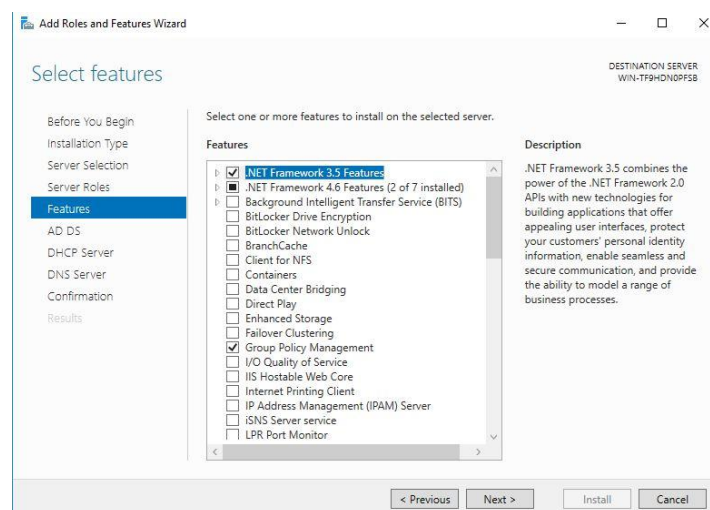 Add Roles and Features Wizard
Select features
DESTINATION SERVER
WIN-TF9HDN0PFSB
Before You Begin
Installation Type
Server Selection
Server Roles
Features
AD DS
DHCP Server
DNS Server
Confirmation
Results
Select one or more features to install on the selected server.
Features
.NET Framework 3.5 Features
.NET Framework 4.6 Features (2 of 7 installed)
Background Intelligent Transfer Service (BITS)
BitLocker Drive Encryption
BitLocker Network Unlock
BranchCache
Client for NFS
Containers
Data Center Bridging
Direct Play
Enhanced Storage
Failover Clustering
Group Policy Management
I/O Quality of Service
IIS Hostable Web Core
Internet Printing Client
IP Address Management (IPAM) Server
iSNS Server service
LPR Port Monitor
Description
.NET Framework 3.5 combines the
power of the .NET Framework 2.0
APIs with new technologies for
building applications that offer
appealing user interfaces, protect
your customers' personal identity
information, enable seamless and
secure communication, and provide
the ability to model a range of
business processes.
< Previous
Next >
Install
Cancel